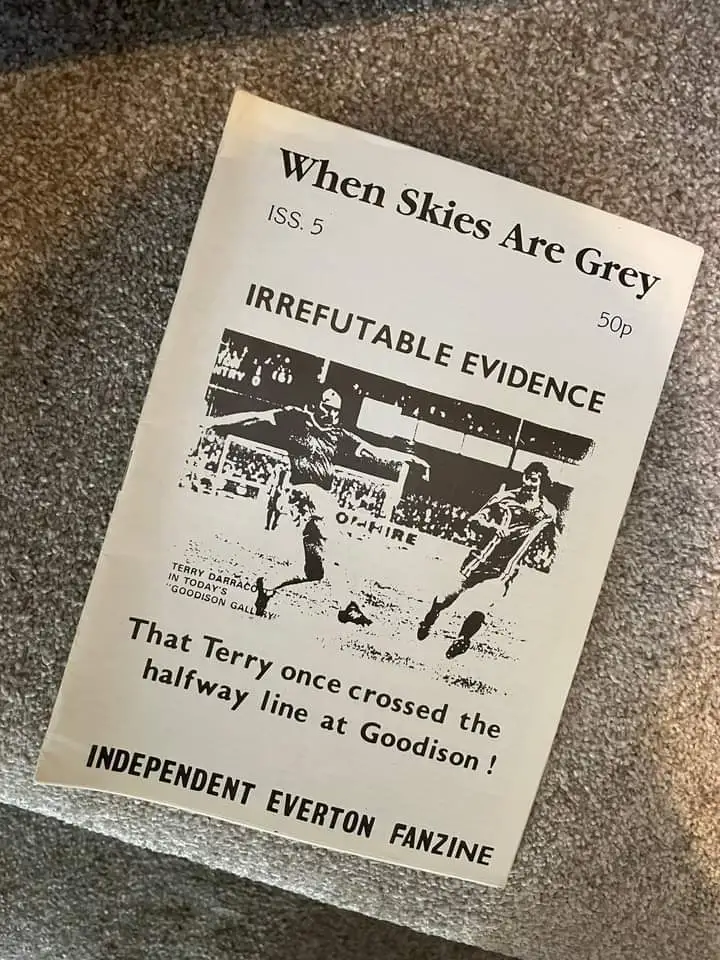 When Skies Are Grey
ISS. 5
50p
IRREFUTABLE EVIDENCE
TERRY DARRACO
IN TODAY'S
"GOODISON GALLERY"
That Terry once crossed the
halfway line at Goodison !
INDEPENDENT EVERTON FANZINE